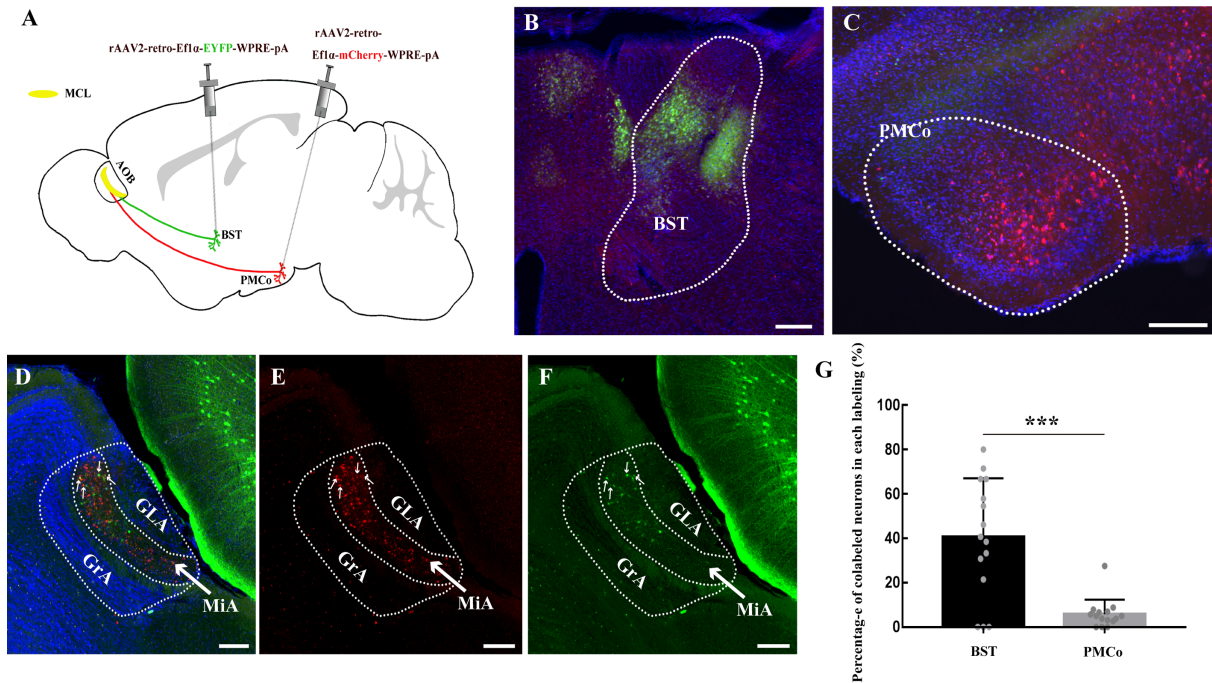 A
rAAV2-retro-Ef1α-EYFP-WPRE-pA
rAAV2-retro-
Ef1α-mCherry-WPRE-pA
MCL
AOB
BST
PMCo
B
BST
C
PMCo
D
GLA
GrA
MiA
E
GLA
GrA
MiA
F
GLA
GrA
MiA
G
Percentag-e of colabeled neurons in each labeling (%)
100
80
60
40
20
0
***
BST
PMCo